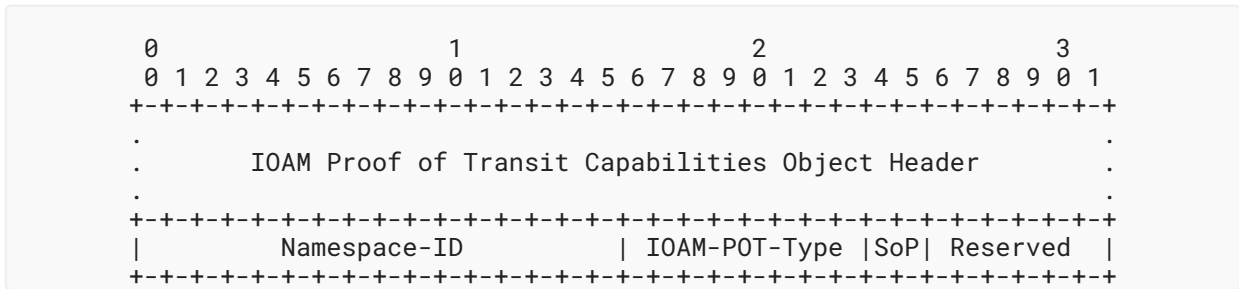 0                   1                   2                   3
 0 1 2 3 4 5 6 7 8 9 0 1 2 3 4 5 6 7 8 9 0 1 2 3 4 5 6 7 8 9 0 1
+-+-+-+-+-+-+-+-+-+-+-+-+-+-+-+-+-+-+-+-+-+-+-+-+-+-+-+-+-+-+-+-+
.                                                               .
.       IOAM Proof of Transit Capabilities Object Header        .
.                                                               .
+-+-+-+-+-+-+-+-+-+-+-+-+-+-+-+-+-+-+-+-+-+-+-+-+-+-+-+-+-+-+-+-+
|         Namespace-ID          | IOAM-POT-Type |SoP| Reserved  |
+-+-+-+-+-+-+-+-+-+-+-+-+-+-+-+-+-+-+-+-+-+-+-+-+-+-+-+-+-+-+-+-+